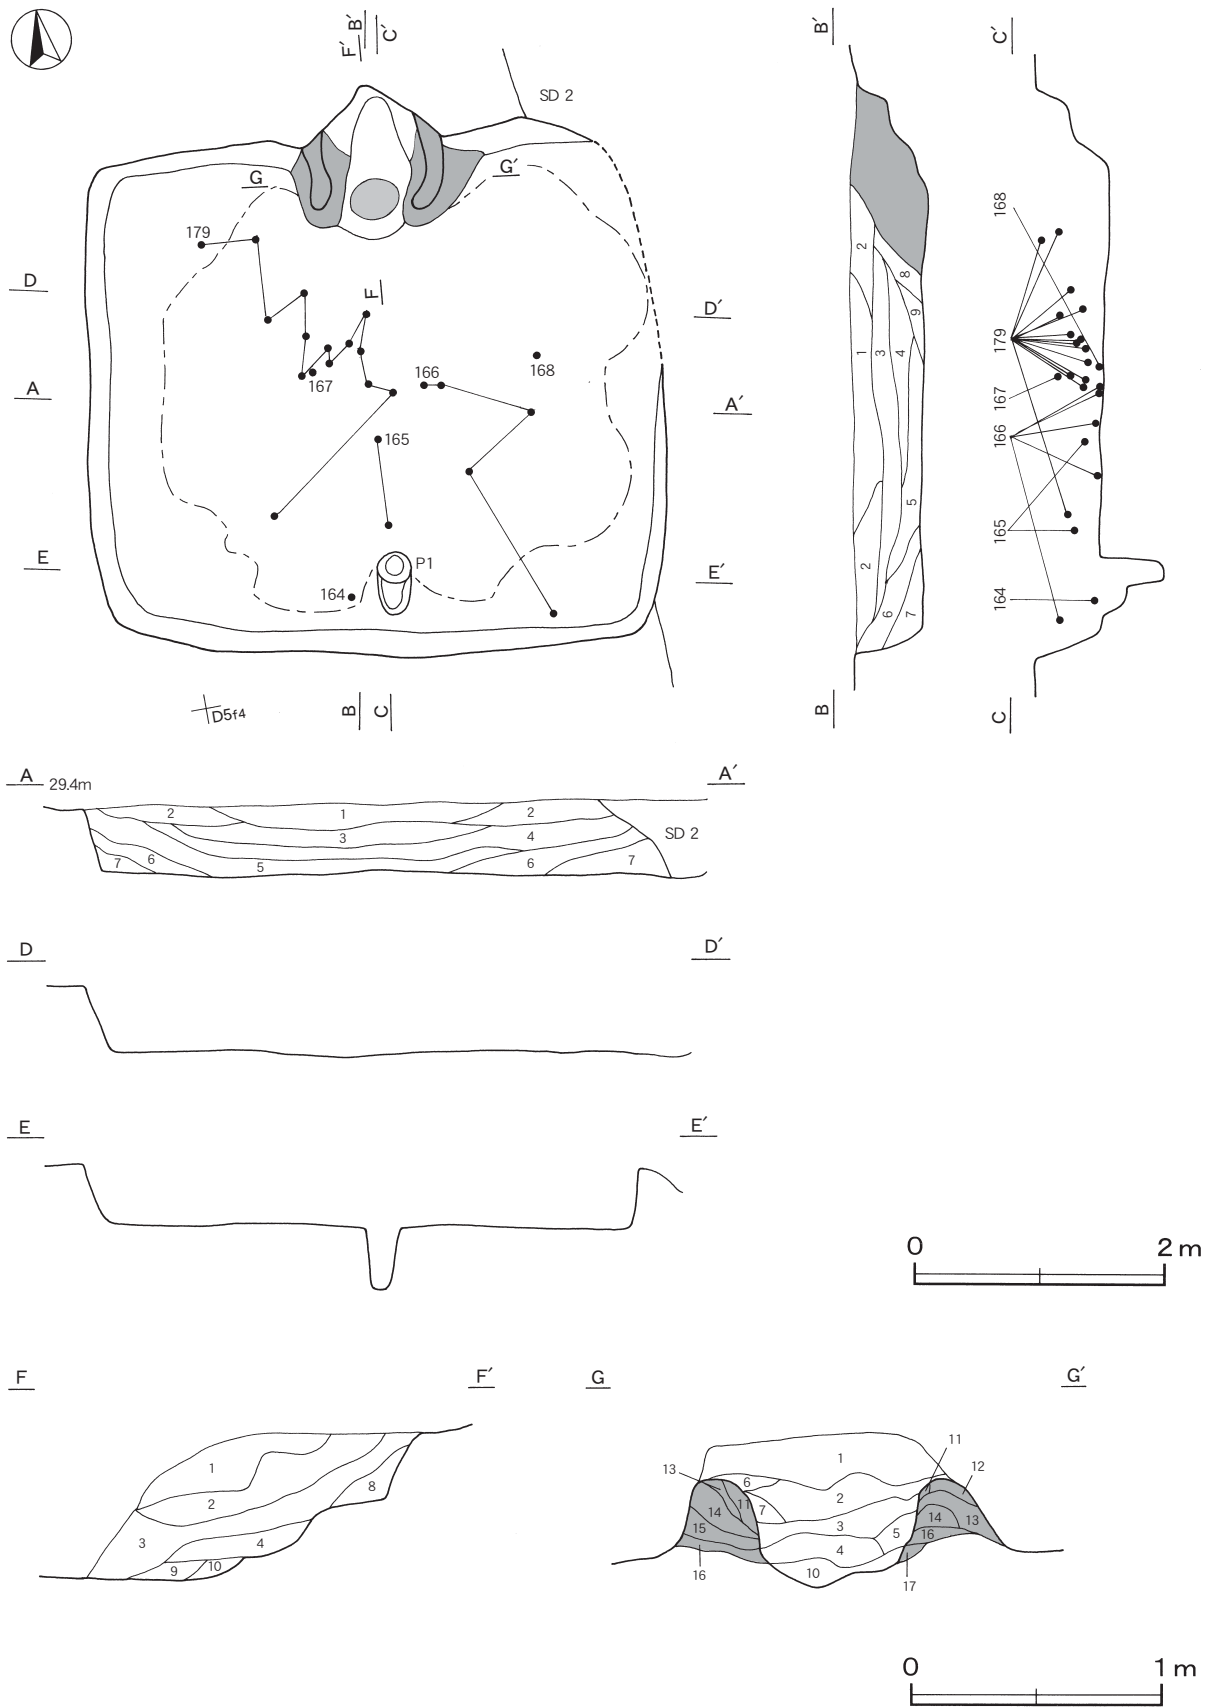 F′ B′ C′
SD 2
G G′
179
D D′
F
167 166 168
A A′
165
E E′
P1
164
B C
D5f4
B′
2 8 9
1 3 4
5
2 6 7
B
C′
168
179
167
166
165
164
C
A 29.4m A′
2 1 2
3 4 SD 2
7 6 5 6 7
D D′
E E′
0 2 m
F F′
1
2 8
3 4
9 10
G G′
11
13 12
1
6
11 2
14 7 14 13
15 3 5 16
4
16 10 17
0 1 m